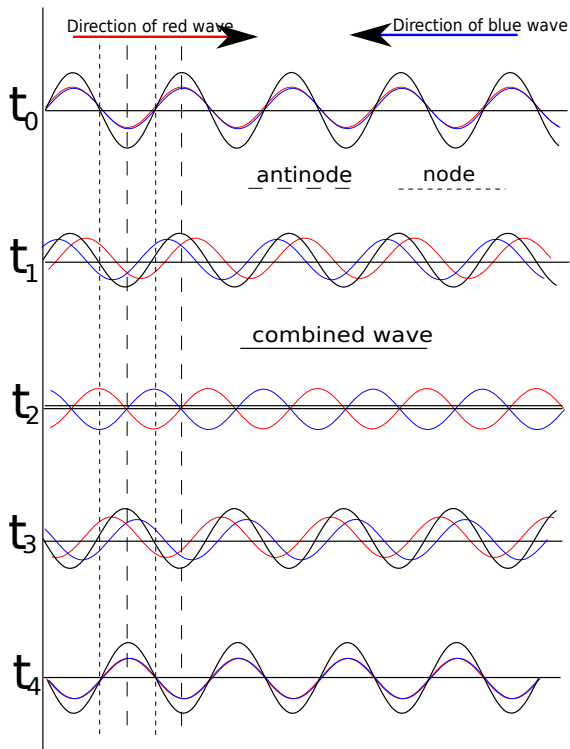 Direction of red wave
Direction of blue wave
t0
antinode
node
t1
combined wave
t2
t3
t4